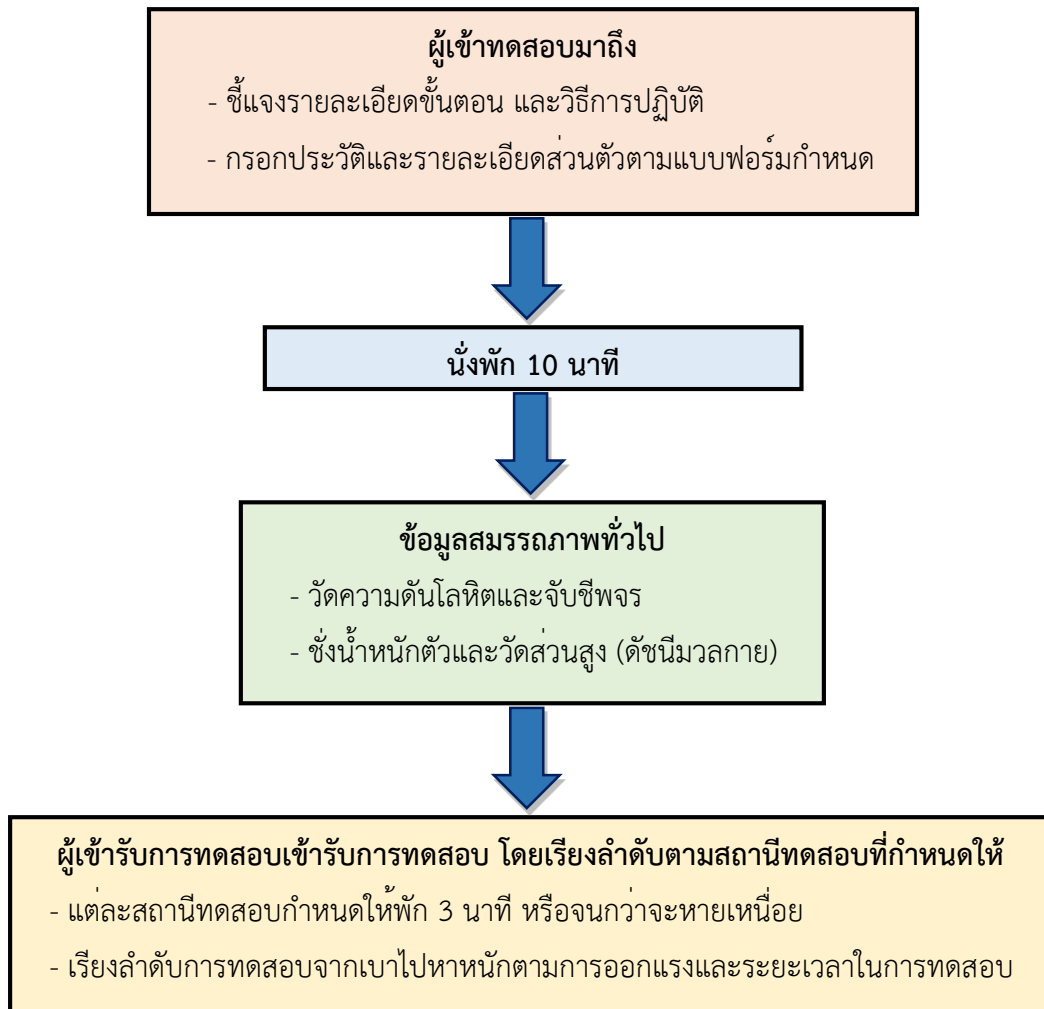 ผู้เข้าทดสอบมาถึง
- ชี้แจงรายละเอียดขั้นตอน และวิธีการปฏิบัติ
- กรอกประวัติและรายละเอียดส่วนตัวตามแบบฟอร์มกำหนด
นั่งพัก 10 นาที
ข้อมูลสมรรถภาพทั่วไป
- วัดความดันโลหิตและจับชีพจร
- ชั่งน้ำหนักตัวและวัดส่วนสูง (ดัชนีมวลกาย)
ผู้เข้ารับการทดสอบเข้ารับการทดสอบ โดยเรียงลำดับตามสถานีทดสอบที่กำหนดให้
- แต่ละสถานีทดสอบกำหนดให้พัก 3 นาที หรือจนกว่าจะหายเหนื่อย
- เรียงลำดับการทดสอบจากเบาไปหาหนักตามการออกแรงและระยะเวลาในการทดสอบ